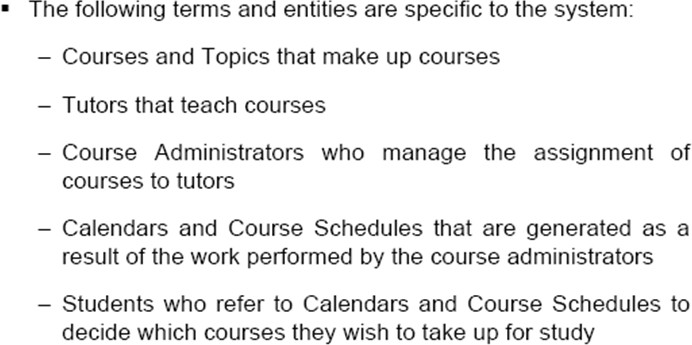 ▪ The following terms and entities are specific to the system:
– Courses and Topics that make up courses
– Tutors that teach courses
– Course Administrators who manage the assignment of
courses to tutors
– Calendars and Course Schedules that are generated as a
result of the work performed by the course administrators
– Students who refer to Calendars and Course Schedules to
decide which courses they wish to take up for study